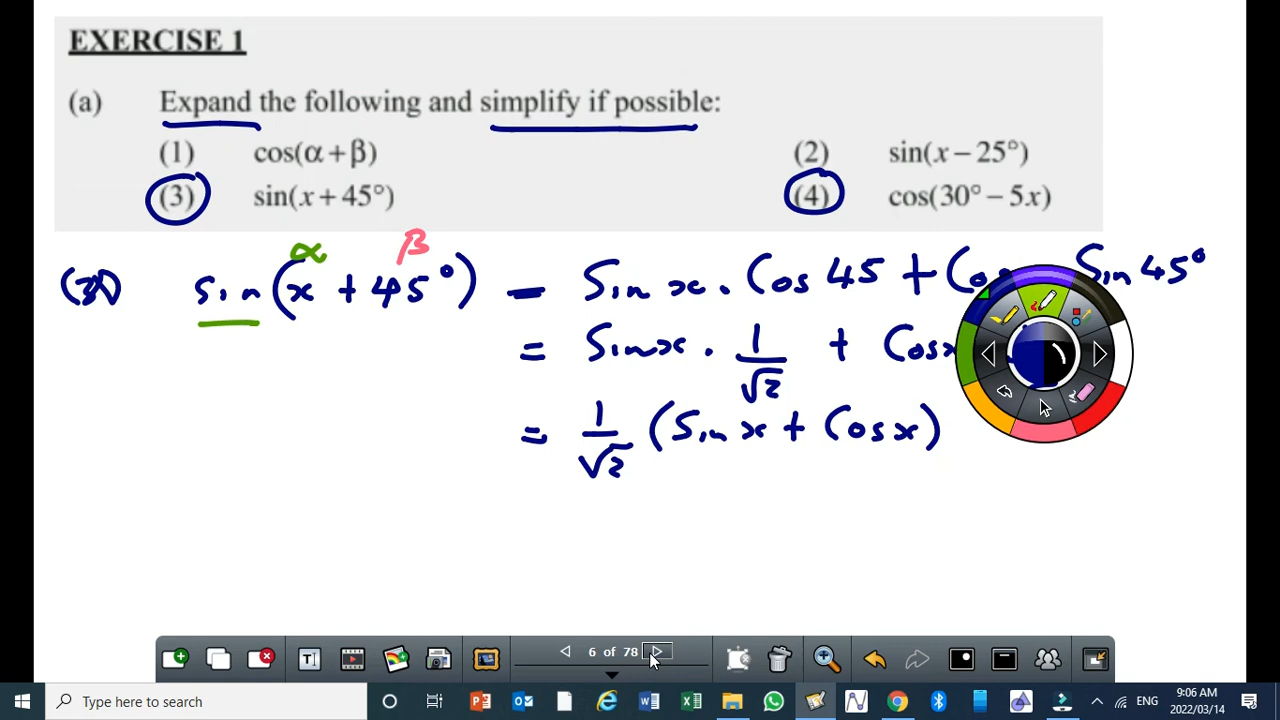 EXERCISE 1
(a) Expand the following and simplify if possible:
(1) cos(α+β) (2) sin(x−25°)
(3) sin(x+45°) (4) cos(30°−5x)
α β
sin(x + 45°) − Sin x . Cos 45 + Cos Sin 45°
= Sin x . 1/√2 + Cosx
= 1/√2 (Sin x + Cos x)
T
6 of 78
Type here to search
ENG
9:06 AM
2022/03/14